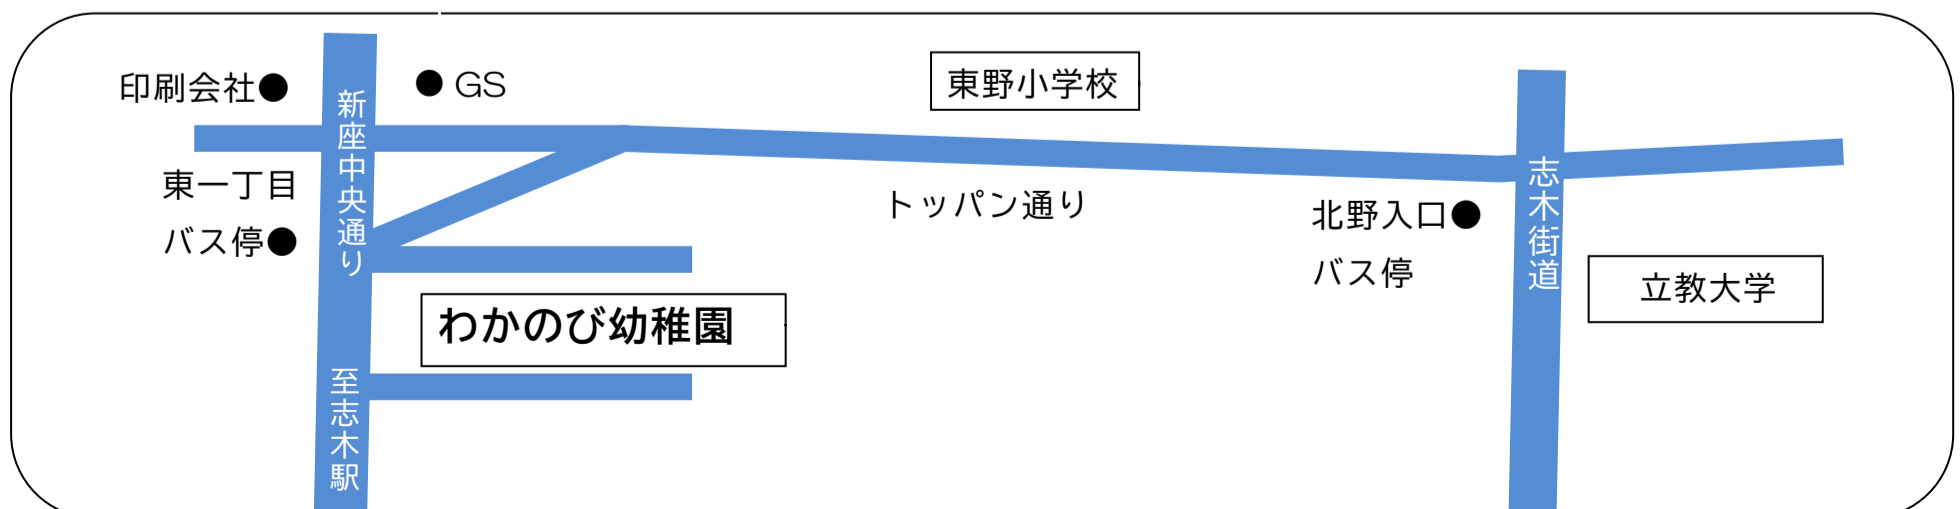 印刷会社●
● GS
東野小学校
新座中央通り
東一丁目
バス停●
トッパン通り
北野入口●
バス停
志木街道
立教大学
わかのび幼稚園
至志木駅